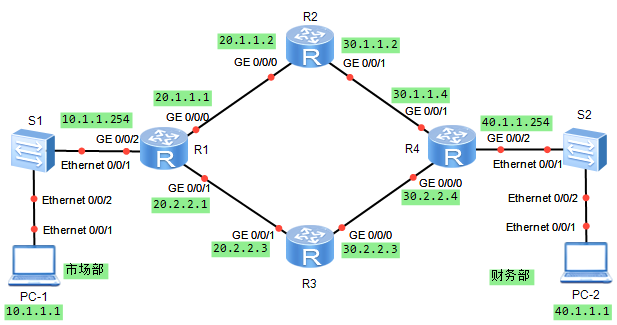 R2
20.1.1.2
30.1.1.2
GE 0/0/0
GE 0/0/1
20.1.1.1
30.1.1.4
S1
10.1.1.254
GE 0/0/0
GE 0/0/1
40.1.1.254
S2
GE 0/0/2
GE 0/0/2
Ethernet 0/0/1
R
R1
R4
R
Ethernet 0/0/1
GE 0/0/1
GE 0/0/0
Ethernet 0/0/2
20.2.2.1
30.2.2.4
Ethernet 0/0/2
Ethernet 0/0/1
GE 0/0/1
GE 0/0/0
Ethernet 0/0/1
20.2.2.3
30.2.2.3
R
R
市场部
财务部
R3
PC-1
PC-2
10.1.1.1
40.1.1.1